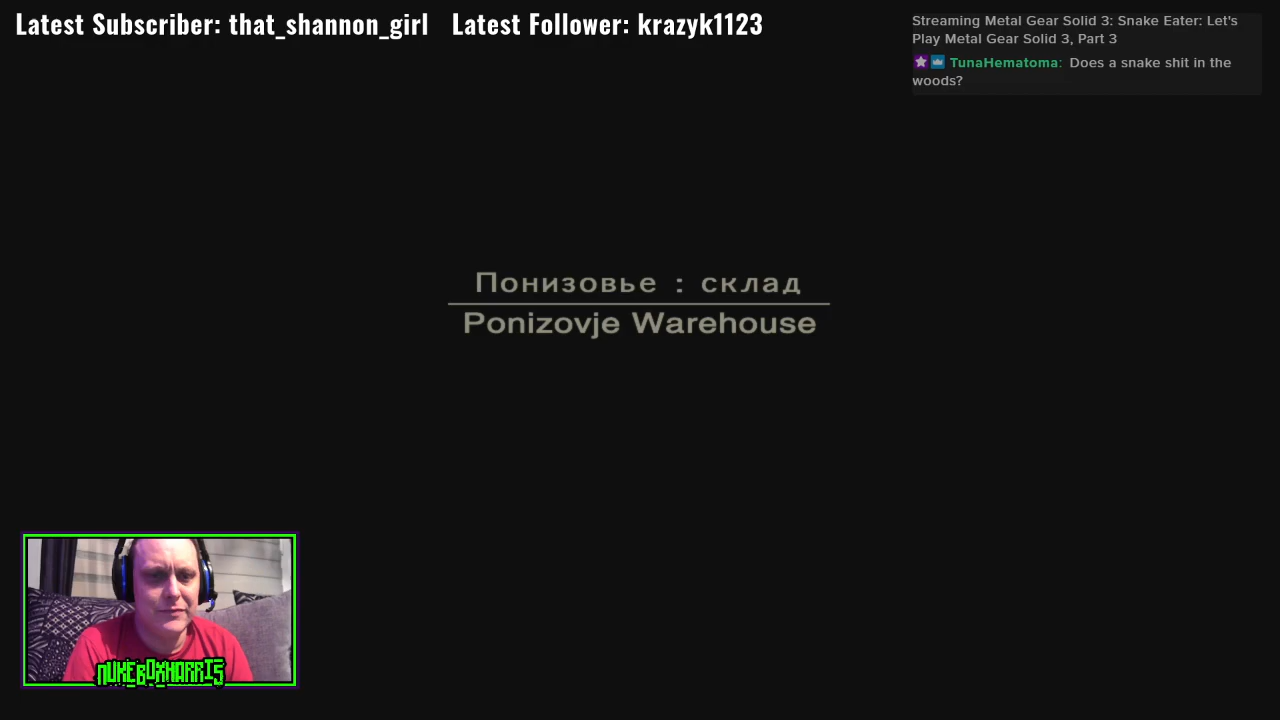 Latest Subscriber: that_shannon_girl Latest Follower: krazyk1123
Streaming Metal Gear Solid 3: Snake Eater: Let's
Play Metal Gear Solid 3, Part 3
TunaHematoma: Does a snake shit in the
woods?
Понизовье : склад
Ponizovje Warehouse
NUKEBOXHARRIS